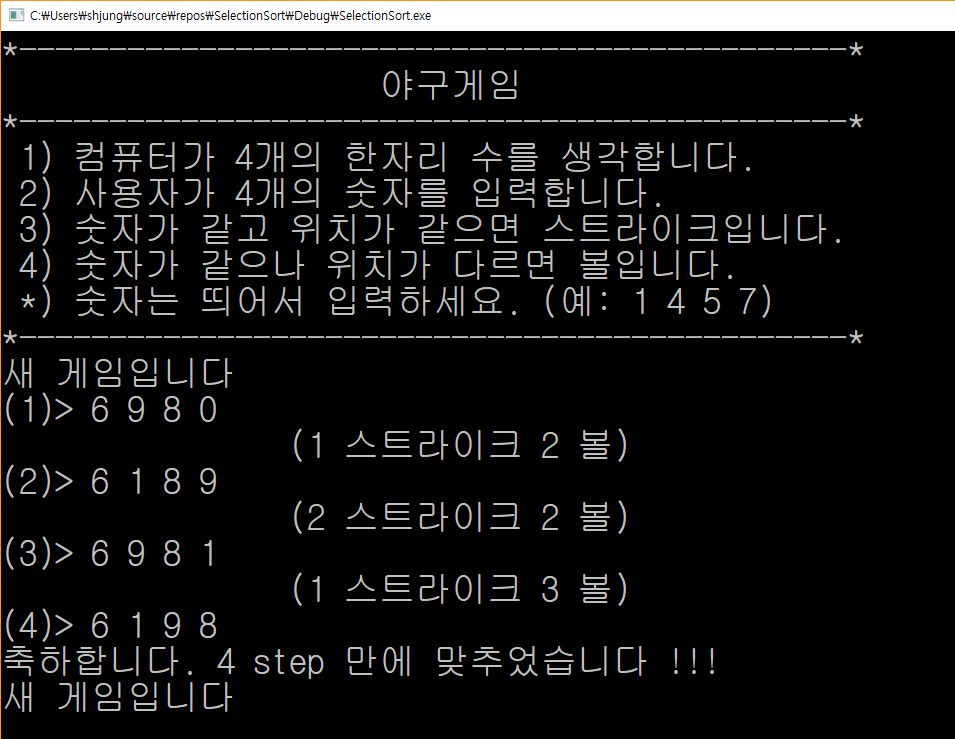 C:₩Users₩shjung₩source₩repos₩SelectionSort₩Debug₩SelectionSort.exe
*----------------------------------------------*
야구게임
*----------------------------------------------*
1) 컴퓨터가 4개의 한자리 수를 생각합니다.
2) 사용자가 4개의 숫자를 입력합니다.
3) 숫자가 같고 위치가 같으면 스트라이크입니다.
4) 숫자가 같으나 위치가 다르면 볼입니다.
*) 숫자는 띄어서 입력하세요. (예: 1 4 5 7)
*----------------------------------------------*
새 게임입니다
(1)> 6 9 8 0
(1 스트라이크 2 볼)
(2)> 6 1 8 9
(2 스트라이크 2 볼)
(3)> 6 9 8 1
(1 스트라이크 3 볼)
(4)> 6 1 9 8
축하합니다. 4 step 만에 맞추었습니다 !!!
새 게임입니다